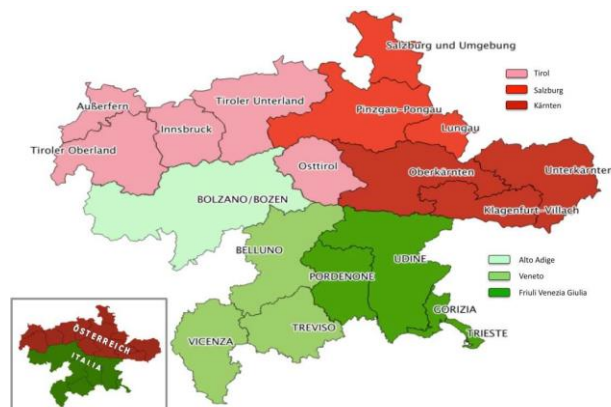 Salzburg und Umgebung
Tirol
Salzburg
Kärnten
Außerfern
Tiroler Unterland
Pinzgau-Pongau
Innsbruck
Lungau
Tiroler Oberland
Osttirol
Oberkärnten
Unterkärnten
BOLZANO/BOZEN
Klagenfurt-Villach
BELLUNO
UDINE
Alto Adige
Veneto
Friuli Venezia Giulia
PORDENONE
GORIZIA
TREVISO
TRIESTE
VICENZA
ÖSTERREICH
ITALIA